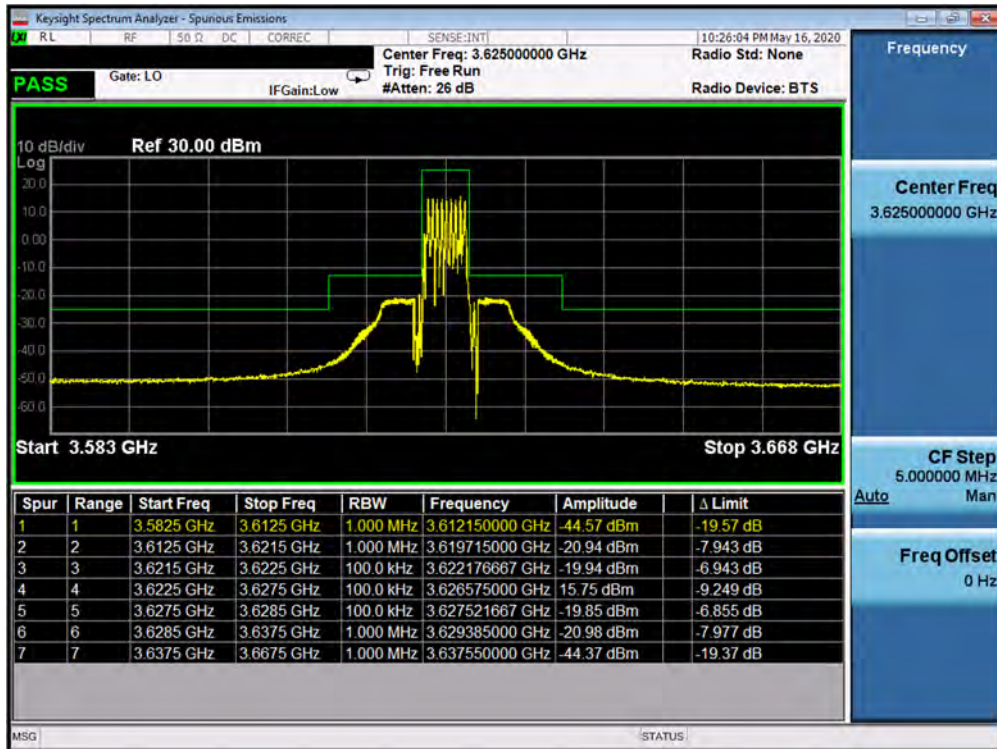 Keysight Spectrum Analyzer - Spurious Emissions
LXI RL RF 50 Ω DC CORREC SENSE:INT 10:26:04 PM May 16, 2020
Center Freq: 3.625000000 GHz Radio Std: None
PASS Gate: LO Trig: Free Run
IFGain:Low #Atten: 26 dB Radio Device: BTS
10 dB/div Ref 30.00 dBm
Log
20.0
10.0
0.00
-10.0
-20.0
-30.0
-40.0
-50.0
-60.0
Start 3.583 GHz Stop 3.668 GHz
Spur Range Start Freq Stop Freq RBW Frequency Amplitude Δ Limit
1 1 3.5825 GHz 3.6125 GHz 1.000 MHz 3.612150000 GHz -44.57 dBm -19.57 dB
2 2 3.6125 GHz 3.6215 GHz 1.000 MHz 3.619715000 GHz -20.94 dBm -7.943 dB
3 3 3.6215 GHz 3.6225 GHz 100.0 kHz 3.622176667 GHz -19.94 dBm -6.943 dB
4 4 3.6225 GHz 3.6275 GHz 100.0 kHz 3.626575000 GHz 15.75 dBm -9.249 dB
5 5 3.6275 GHz 3.6285 GHz 100.0 kHz 3.627521667 GHz -19.85 dBm -6.855 dB
6 6 3.6285 GHz 3.6375 GHz 1.000 MHz 3.629385000 GHz -20.98 dBm -7.977 dB
7 7 3.6375 GHz 3.6675 GHz 1.000 MHz 3.637550000 GHz -44.37 dBm -19.37 dB
MSG STATUS
Frequency
Center Freq
3.625000000 GHz
CF Step
5.000000 MHz
Auto Man
Freq Offset
0 Hz